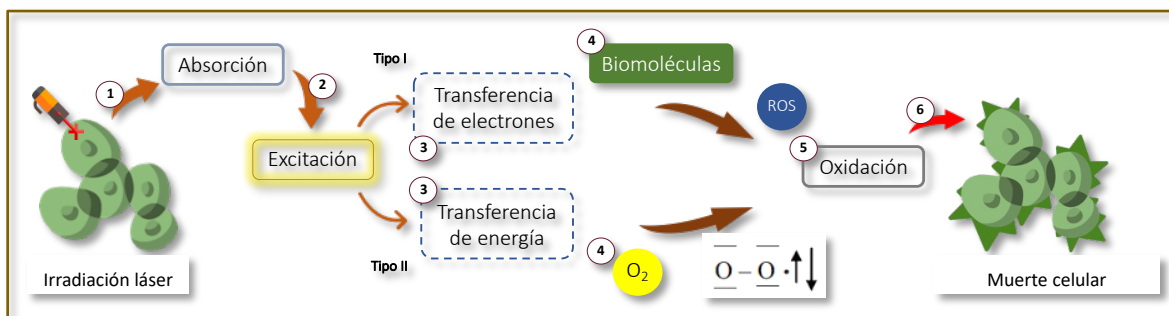 1
Absorción
2
Irradiación láser
Excitación
Tipo I
Transferencia
de electrones
3
3
Transferencia
de energía
Tipo II
4
Biomoléculas
4
O₂
ROS
5
Oxidación
O – O ·↑↓
6
Muerte celular